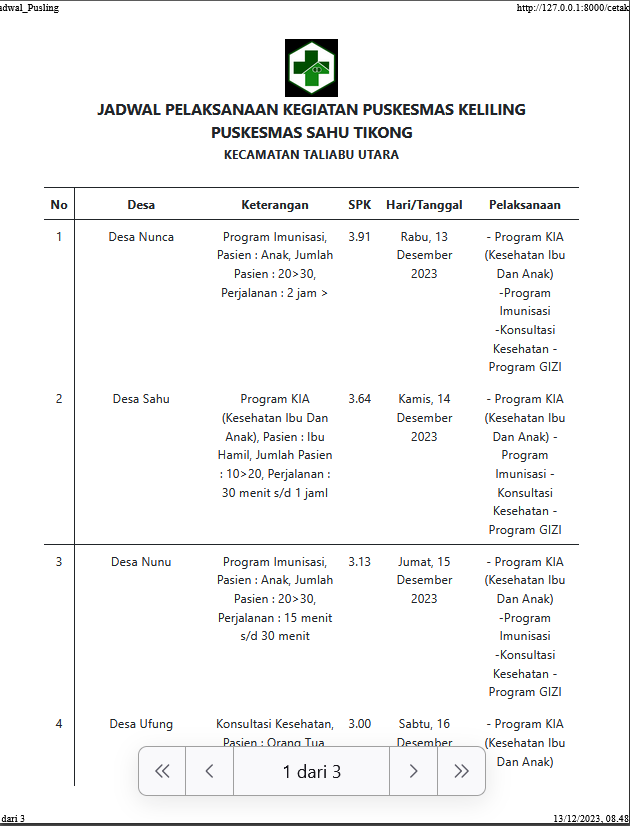 adwal_Pusling http://127.0.0.1:8000/cetak
JADWAL PELAKSANAAN KEGIATAN PUSKESMAS KELILING
PUSKESMAS SAHU TIKONG
KECAMATAN TALIABU UTARA
No Desa Keterangan SPK Hari/Tanggal Pelaksanaan
1 Desa Nunca Program Imunisasi, 3.91 Rabu, 13 - Program KIA
Pasien : Anak, Jumlah Desember (Kesehatan Ibu
Pasien : 20>30, 2023 Dan Anak)
Perjalanan : 2 jam > -Program
Imunisasi
-Konsultasi
Kesehatan -
Program GIZI
2 Desa Sahu Program KIA 3.64 Kamis, 14 - Program KIA
(Kesehatan Ibu Dan Desember (Kesehatan Ibu
Anak), Pasien : Ibu 2023 Dan Anak) -
Hamil, Jumlah Pasien Program
: 10>20, Perjalanan : Imunisasi -
30 menit s/d 1 jaml Konsultasi
Kesehatan -
Program GIZI
3 Desa Nunu Program Imunisasi, 3.13 Jumat, 15 - Program KIA
Pasien : Anak, Jumlah Desember (Kesehatan Ibu
Pasien : 20>30, 2023 Dan Anak)
Perjalanan : 15 menit -Program
s/d 30 menit Imunisasi
-Konsultasi
Kesehatan -
Program GIZI
4 Desa Ufung Konsultasi Kesehatan, 3.00 Sabtu, 16 - Program KIA
Pasien : Orang Tua Desember (Kesehatan Ibu
Dan Anak)
1 dari 3
dari 3 13/12/2023, 08.48